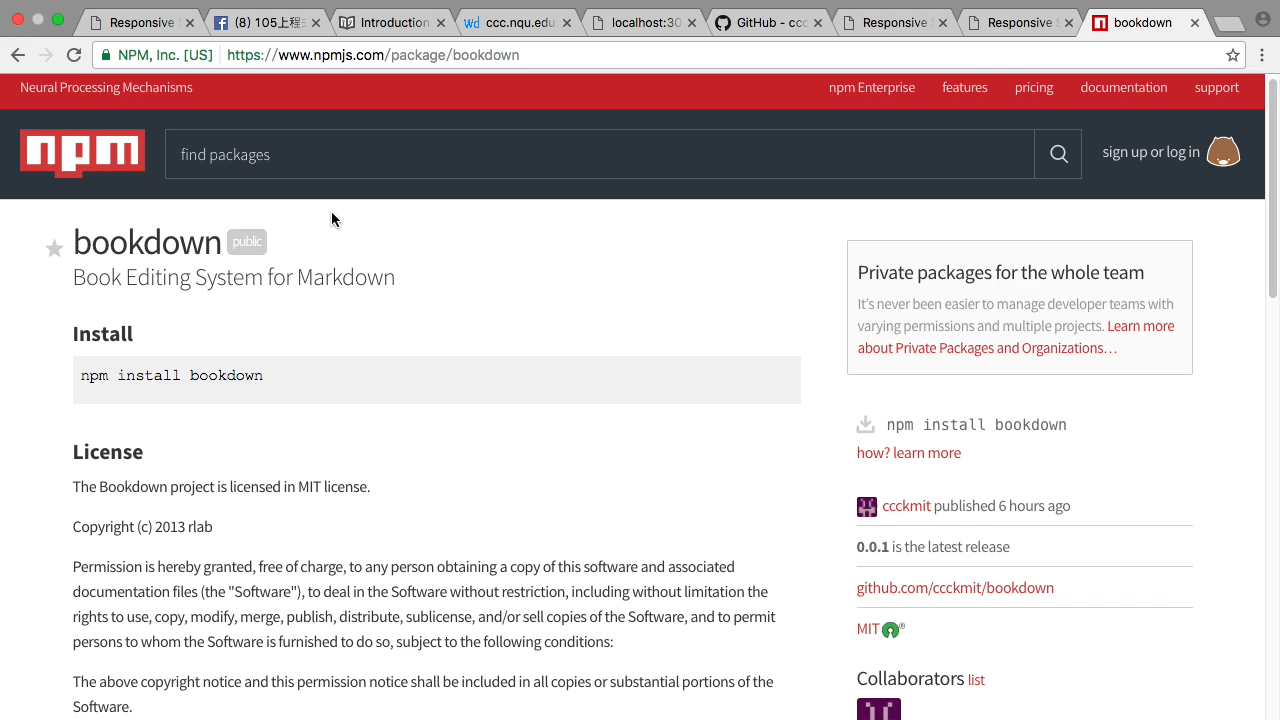 Responsive
(8) 105上程
Introduction
wd ccc.nqu.edu
localhost:30
GitHub - ccc
Responsive
Responsive
bookdown
NPM, Inc. [US] https://www.npmjs.com/package/bookdown
Neural Processing Mechanisms
npm Enterprise features pricing documentation support
npm
find packages
sign up or log in
bookdown public
Book Editing System for Markdown
Install
npm install bookdown
License
The Bookdown project is licensed in MIT license.
Copyright (c) 2013 rlab
Permission is hereby granted, free of charge, to any person obtaining a copy of this software and associated
documentation files (the "Software"), to deal in the Software without restriction, including without limitation the
rights to use, copy, modify, merge, publish, distribute, sublicense, and/or sell copies of the Software, and to permit
persons to whom the Software is furnished to do so, subject to the following conditions:
The above copyright notice and this permission notice shall be included in all copies or substantial portions of the
Software.
Private packages for the whole team
It's never been easier to manage developer teams with
varying permissions and multiple projects. Learn more
about Private Packages and Organizations…
npm install bookdown
how? learn more
ccckmit published 6 hours ago
0.0.1 is the latest release
github.com/ccckmit/bookdown
MIT
Collaborators list